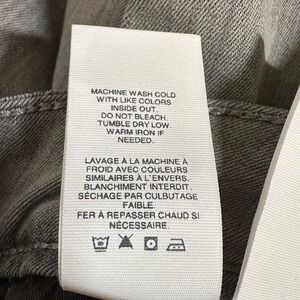 MACHINE WASH COLD
WITH LIKE COLORS
INSIDE OUT.
DO NOT BLEACH.
TUMBLE DRY LOW.
WARM IRON IF
NEEDED.
LAVAGE À LA MACHINE À
FROID AVEC COULEURS
SIMILAIRES À L'ENVERS.
BLANCHIMENT INTERDIT.
SÉCHAGE PAR CULBUTAGE
FAIBLE.
FER À REPASSER CHAUD SI
NÉCESSAIRE.